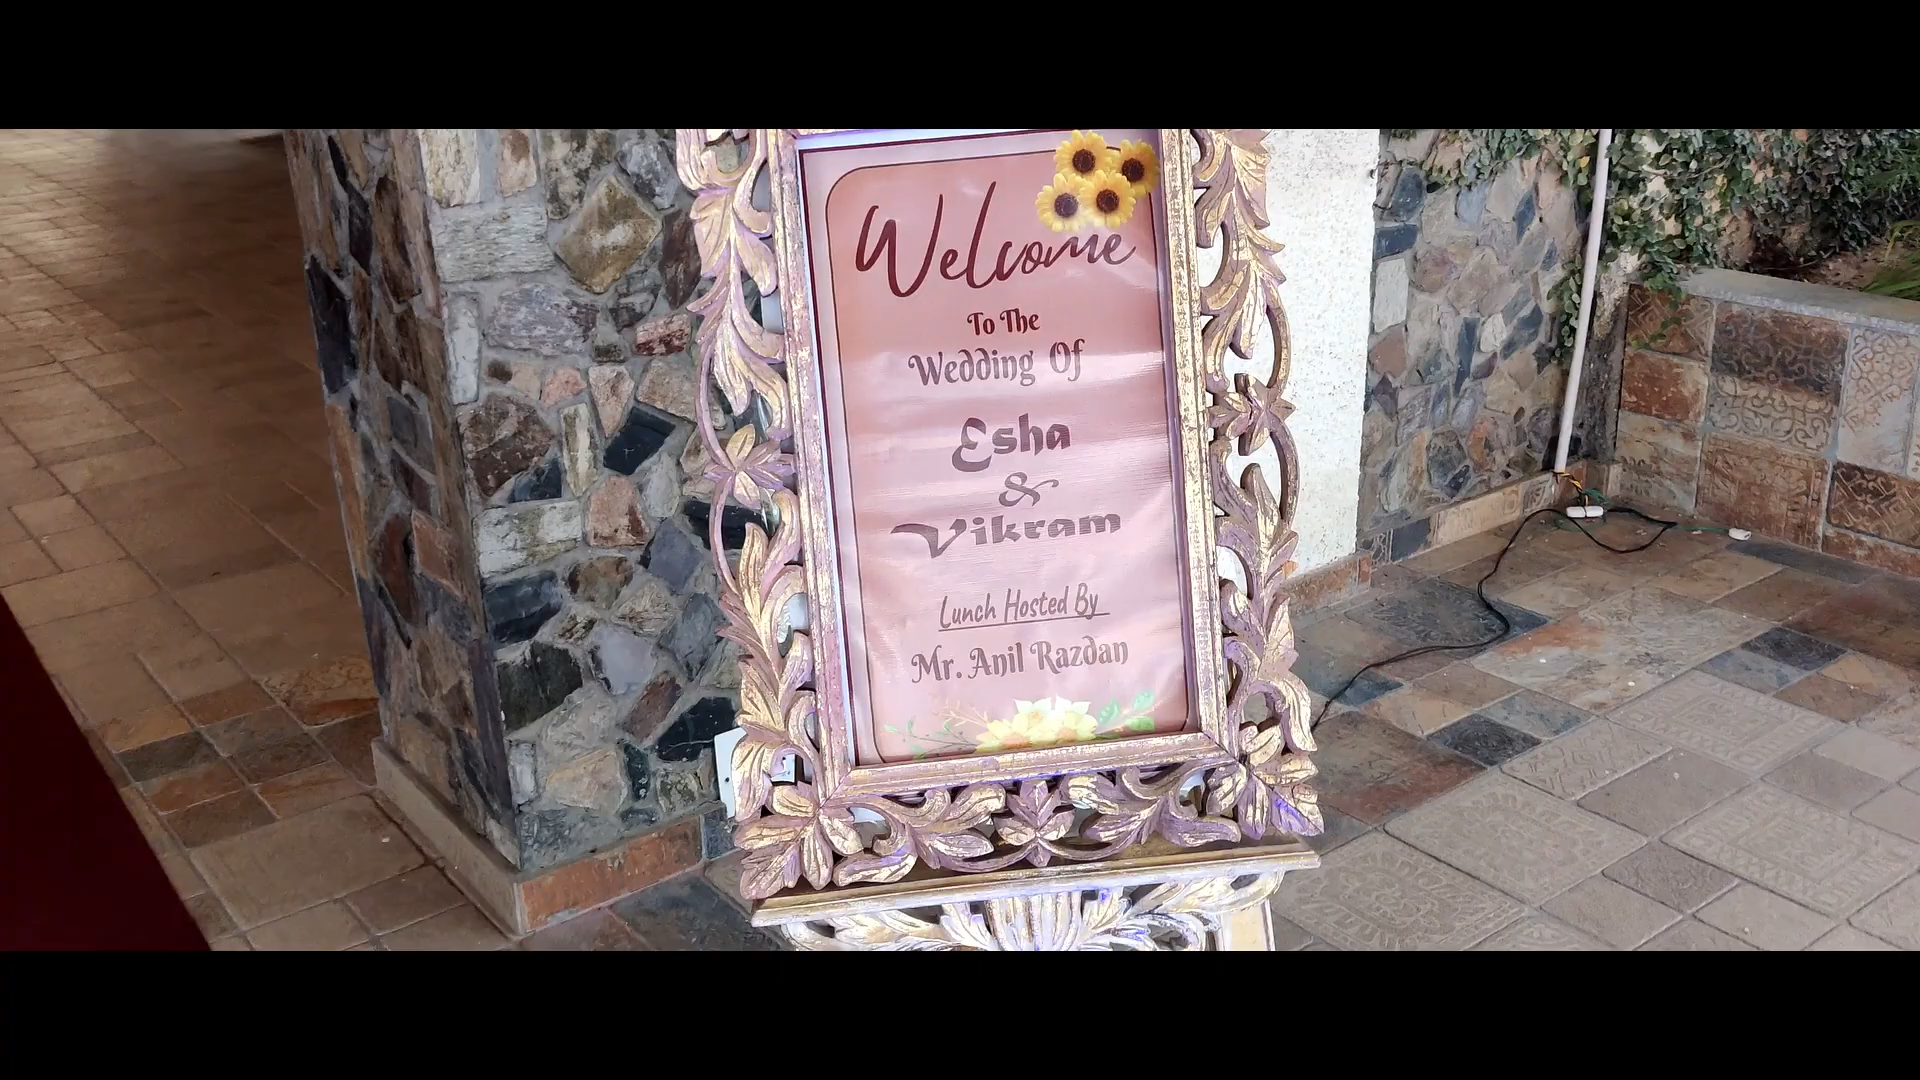 Welcome
To The
Wedding Of
Esha
&
Vikram
Lunch Hosted By
Mr. Anil Razdan